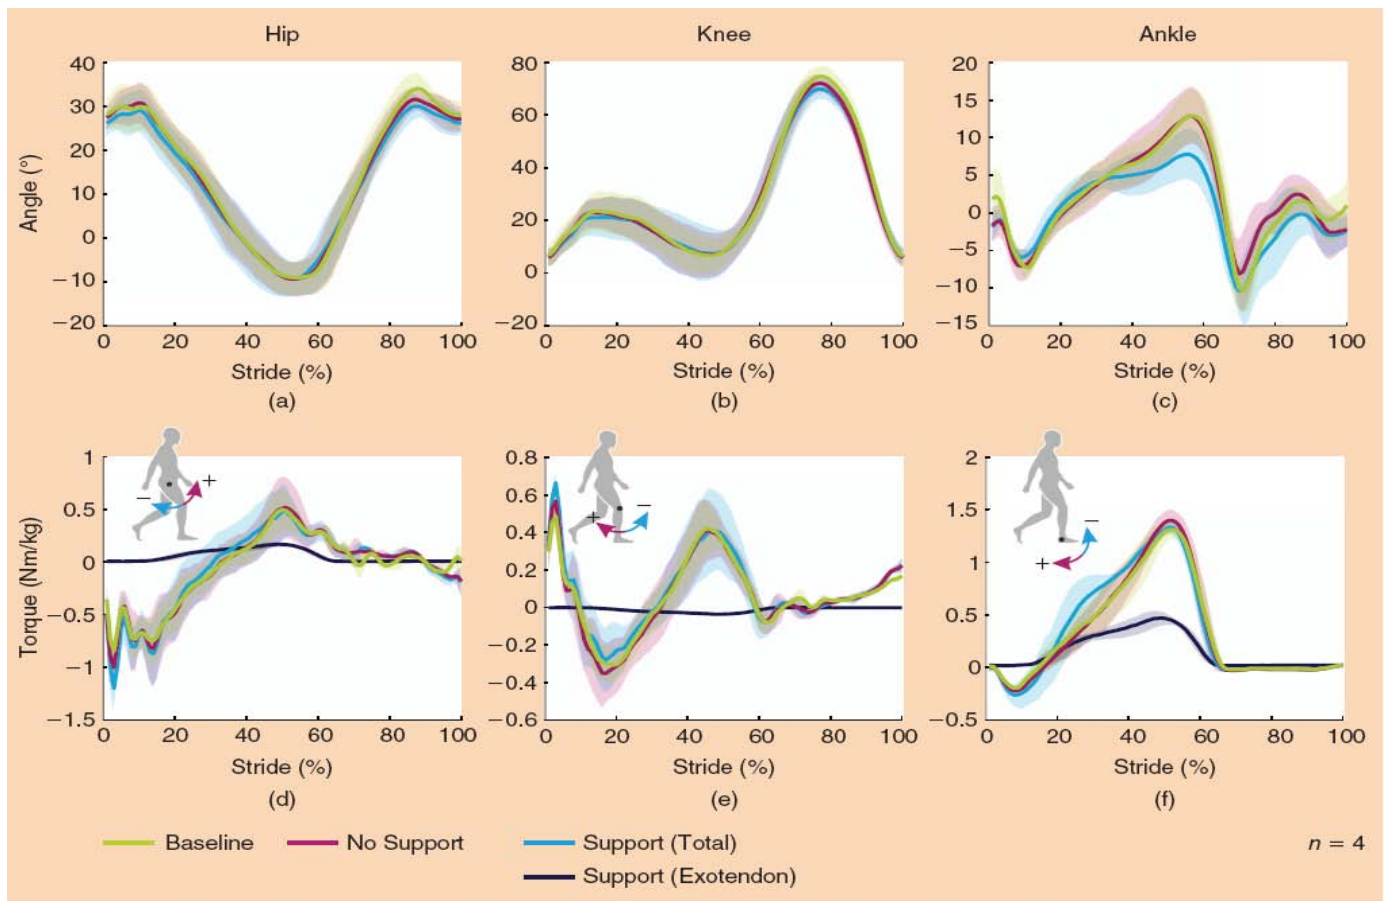 Hip Knee Ankle
40 80 20
30 60 15
20 40 10
10 20 5
0 0 0
−10 −5
−20 −20 −10
−15
Angle (°)
0 20 40 60 80 100 0 20 40 60 80 100 0 20 40 60 80 100
Stride (%) Stride (%) Stride (%)
(a) (b) (c)
1 0.8 2
0.5 0.6 1.5
0 0.4 1
−0.5 0.2 0.5
−1 0 0
−1.5 −0.2 −0.5
−0.4
−0.6
Torque (Nm/kg)
− + + − + −
0 20 40 60 80 100 0 20 40 60 80 100 0 20 40 60 80 100
Stride (%) Stride (%) Stride (%)
(d) (e) (f)
Baseline No Support Support (Total) n = 4
Support (Exotendon)